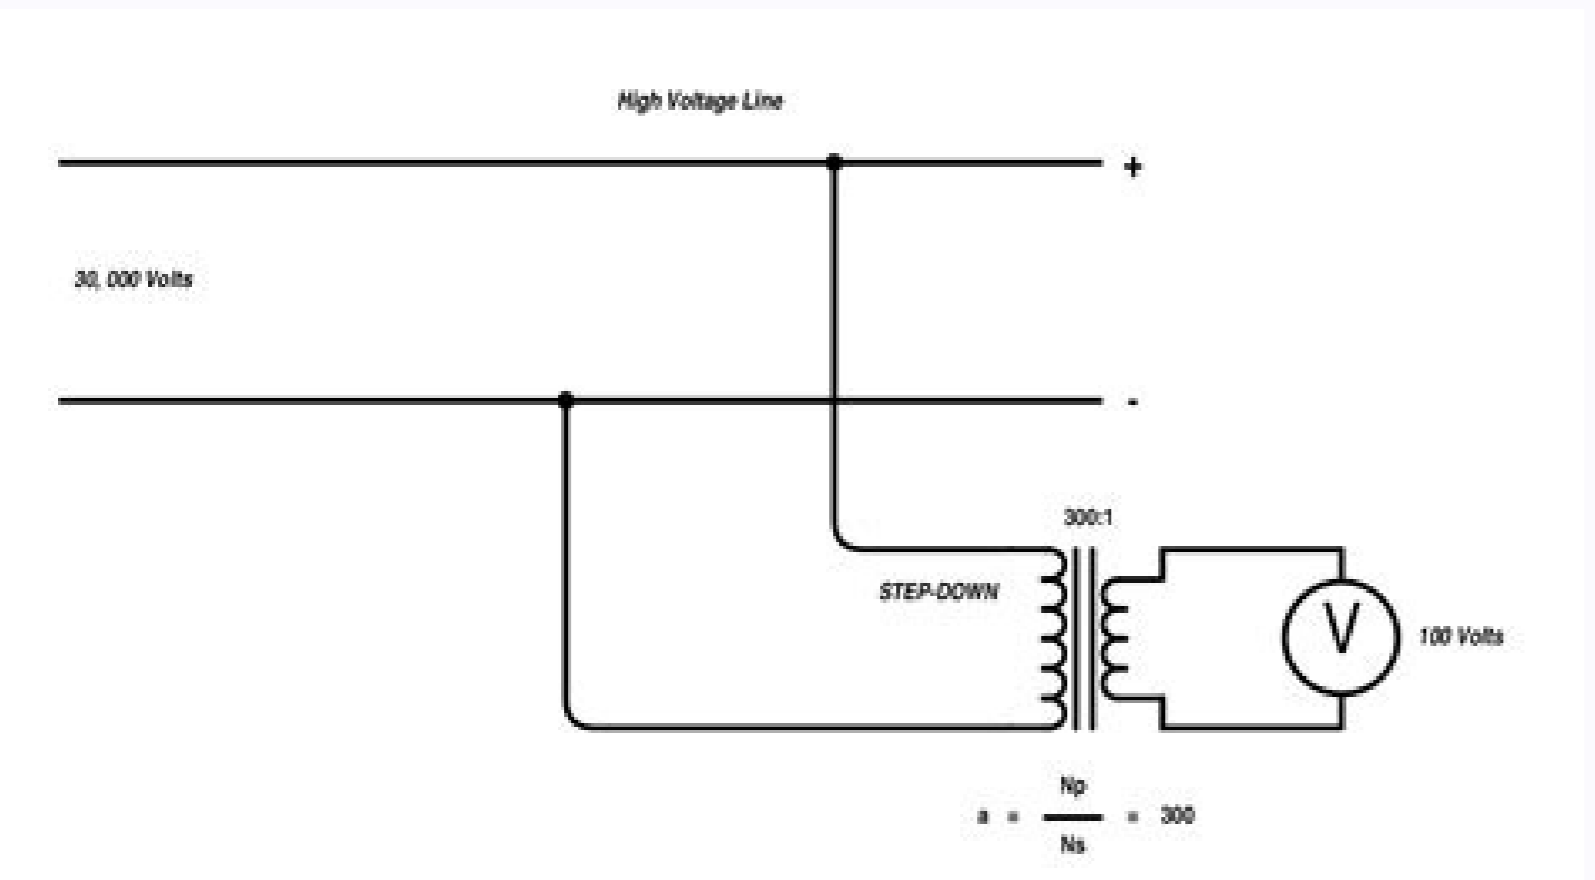 High Voltage Line
+
30, 000 Volts
-
300:1
STEP-DOWN
V
100 Volts
Np
a = = 300
Ns